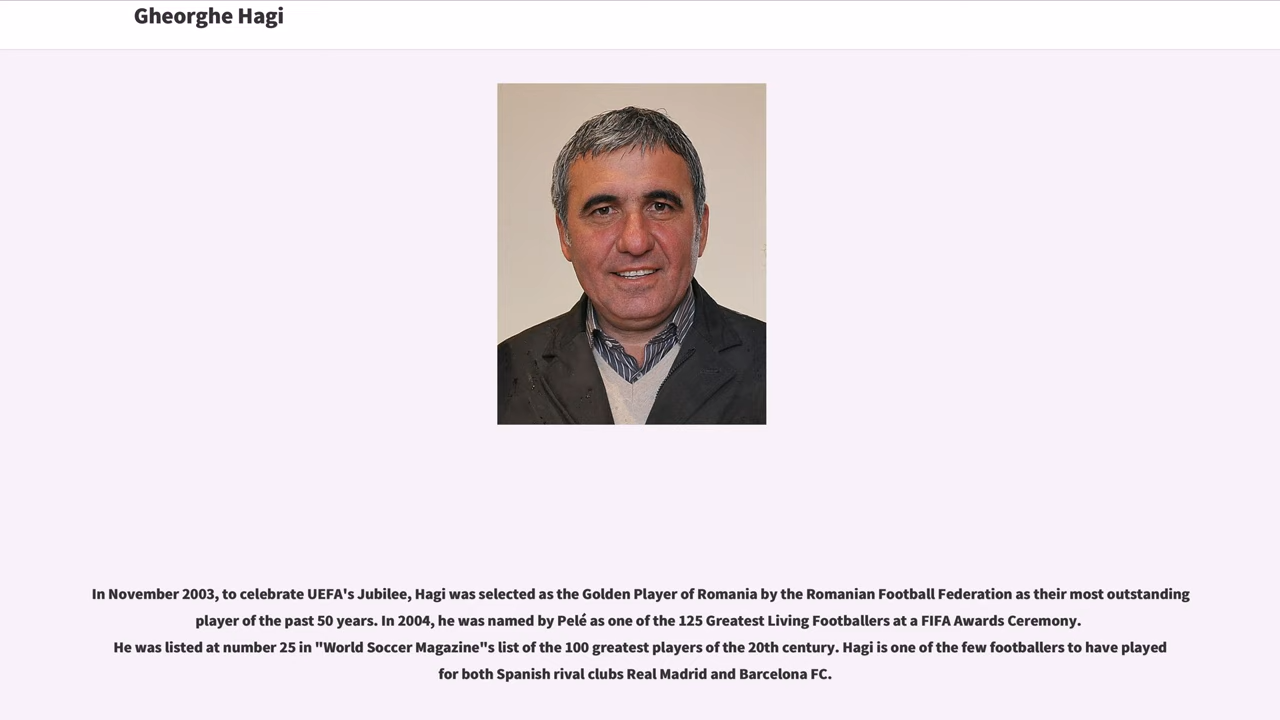 Gheorghe Hagi
In November 2003, to celebrate UEFA's Jubilee, Hagi was selected as the Golden Player of Romania by the Romanian Football Federation as their most outstanding
player of the past 50 years. In 2004, he was named by Pelé as one of the 125 Greatest Living Footballers at a FIFA Awards Ceremony.
He was listed at number 25 in "World Soccer Magazine"s list of the 100 greatest players of the 20th century. Hagi is one of the few footballers to have played
for both Spanish rival clubs Real Madrid and Barcelona FC.